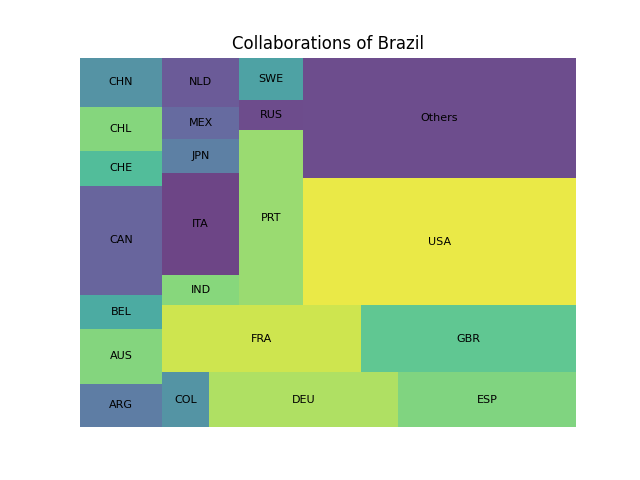 Collaborations of Brazil
CHN
NLD
SWE
Others
RUS
MEX
CHL
JPN
CHE
PRT
ITA
CAN
USA
IND
BEL
FRA
GBR
AUS
COL
DEU
ESP
ARG